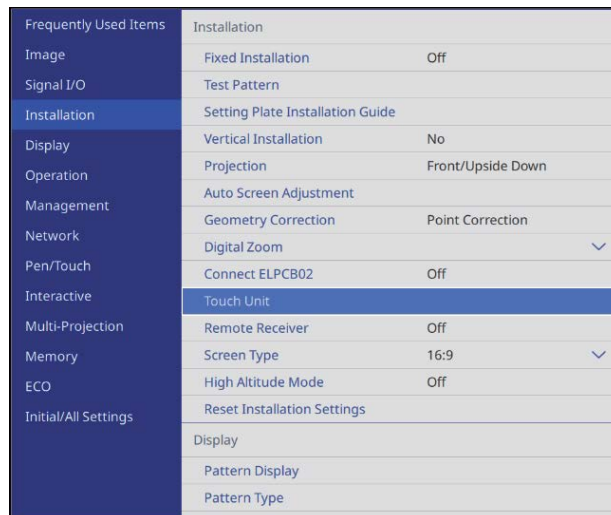 Frequently Used Items
Image
Signal I/O
Installation
Display
Operation
Management
Network
Pen/Touch
Interactive
Multi-Projection
Memory
ECO
Initial/All Settings
Installation
Fixed Installation Off
Test Pattern
Setting Plate Installation Guide
Vertical Installation No
Projection Front/Upside Down
Auto Screen Adjustment
Geometry Correction Point Correction
Digital Zoom
Connect ELPCB02 Off
Touch Unit
Remote Receiver Off
Screen Type 16:9
High Altitude Mode Off
Reset Installation Settings
Display
Pattern Display
Pattern Type